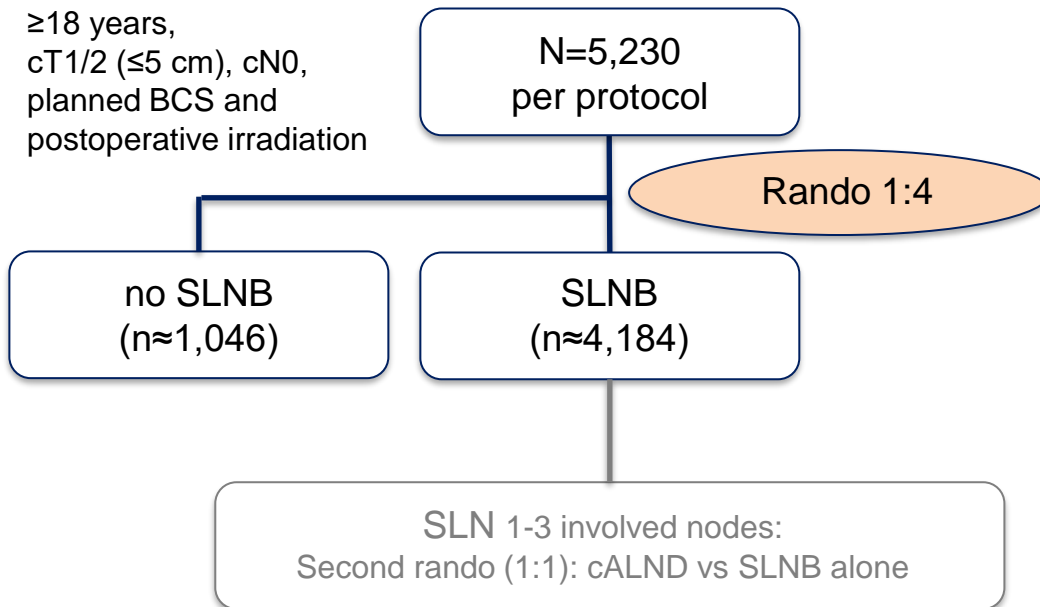 ≥18 years,
cT1/2 (≤5 cm), cN0,
planned BCS and
postoperative irradiation
N=5,230
per protocol
Rando 1:4
no SLNB
(n≈1,046)
SLNB
(n≈4,184)
SLN 1-3 involved nodes:
Second rando (1:1): cALND vs SLNB alone